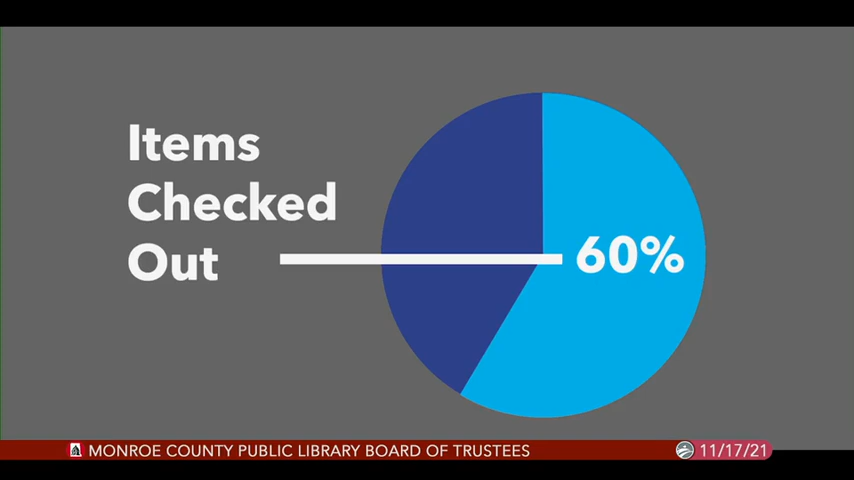 Items
Checked
Out
60%
MONROE COUNTY PUBLIC LIBRARY BOARD OF TRUSTEES
11/17/21